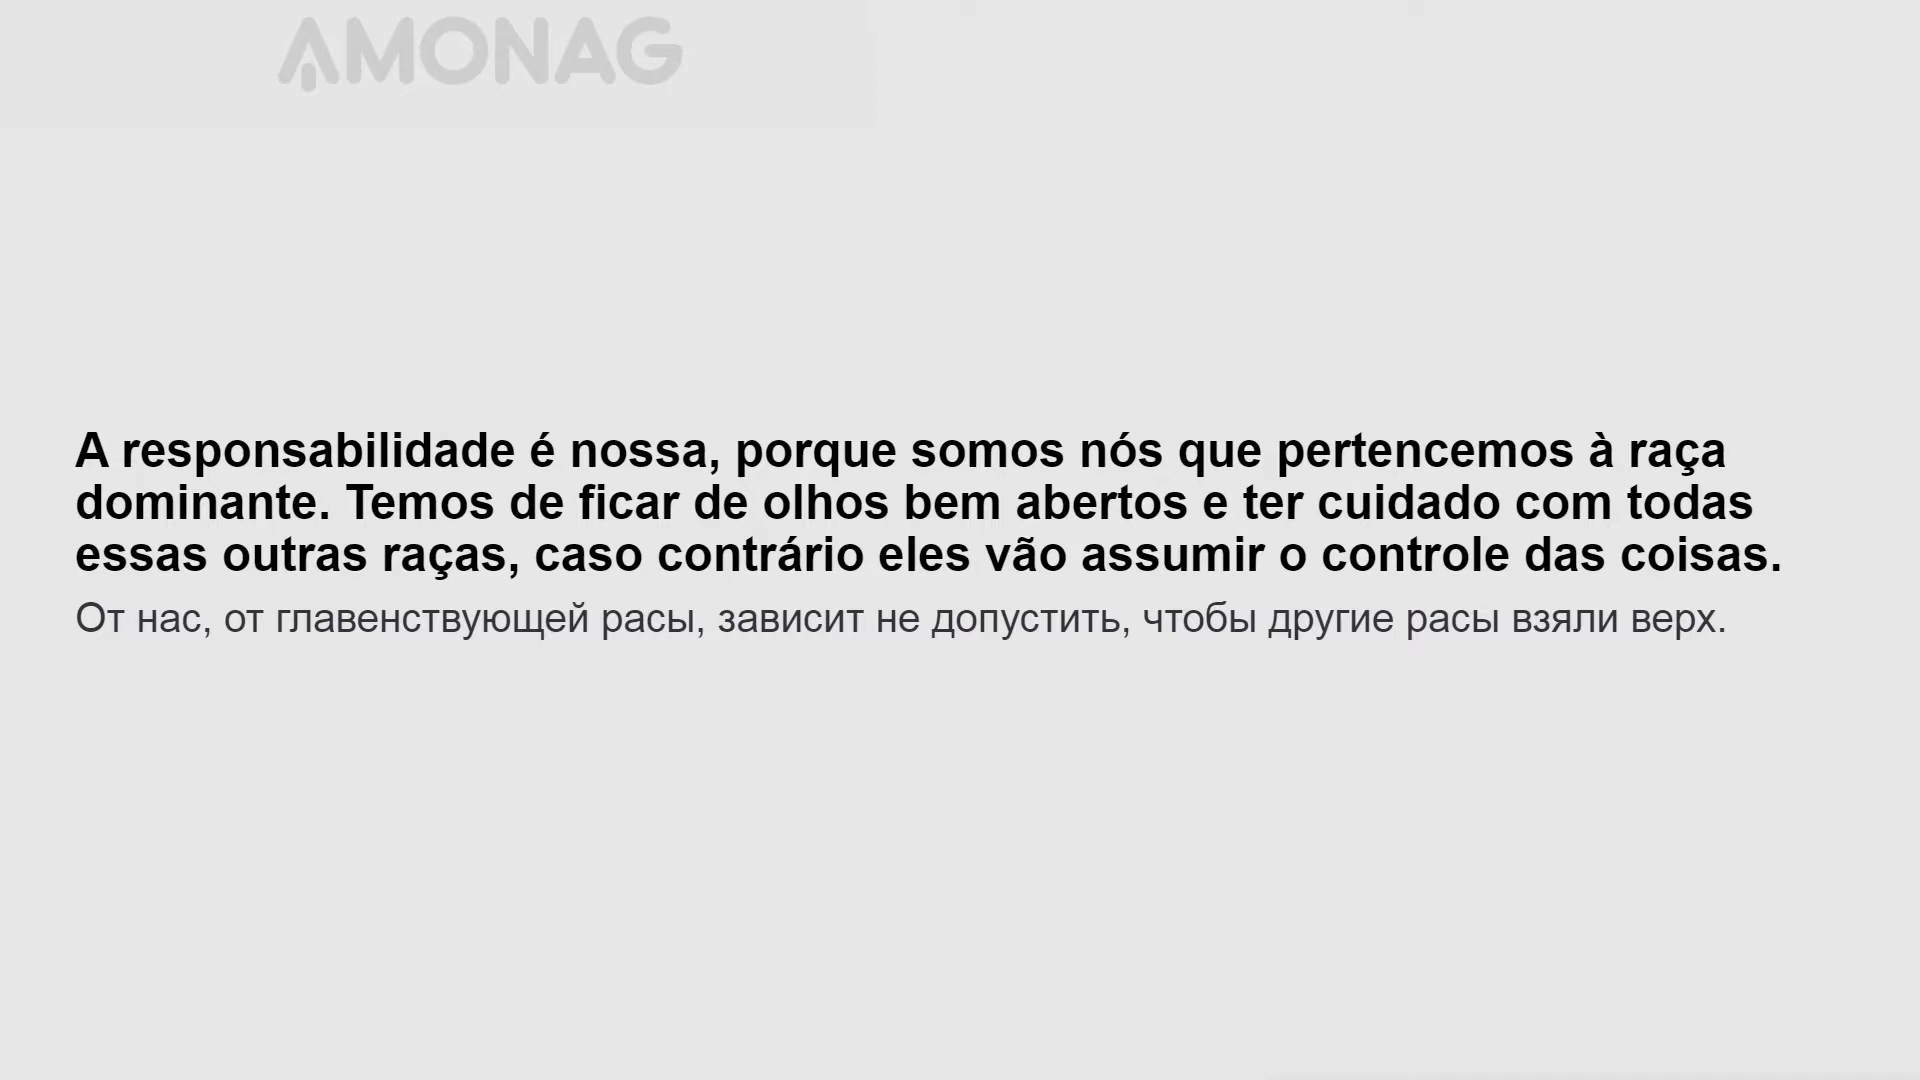 AMONAG
A responsabilidade é nossa, porque somos nós que pertencemos à raça
dominante. Temos de ficar de olhos bem abertos e ter cuidado com todas
essas outras raças, caso contrário eles vão assumir o controle das coisas.
От нас, от главенствующей расы, зависит не допустить, чтобы другие расы взяли верх.